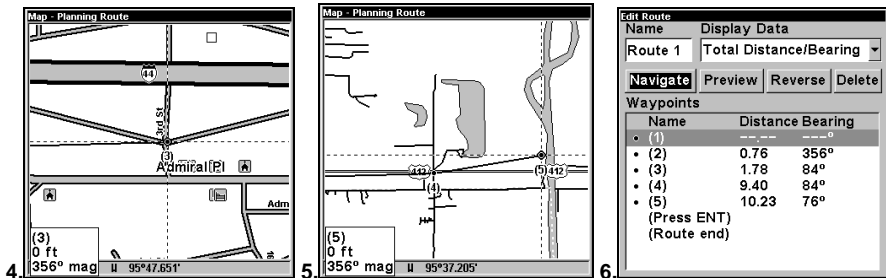 Map - Planning Route
44
3rd St
(3)
Admiral Pl
Adm
(3)
0 ft
356° mag
W 95°47.651'
4.
Map - Planning Route
412
(4)
(5)
412
(5)
0 ft
356° mag
W 95°37.205'
5.
Edit Route
Name Display Data
Route 1 Total Distance/Bearing
Navigate Preview Reverse Delete
Waypoints
Name Distance Bearing
(1) --.-- ---°
(2) 0.76 356°
(3) 1.78 84°
(4) 9.40 84°
(5) 10.23 76°
(Press ENT)
(Route end)
6.